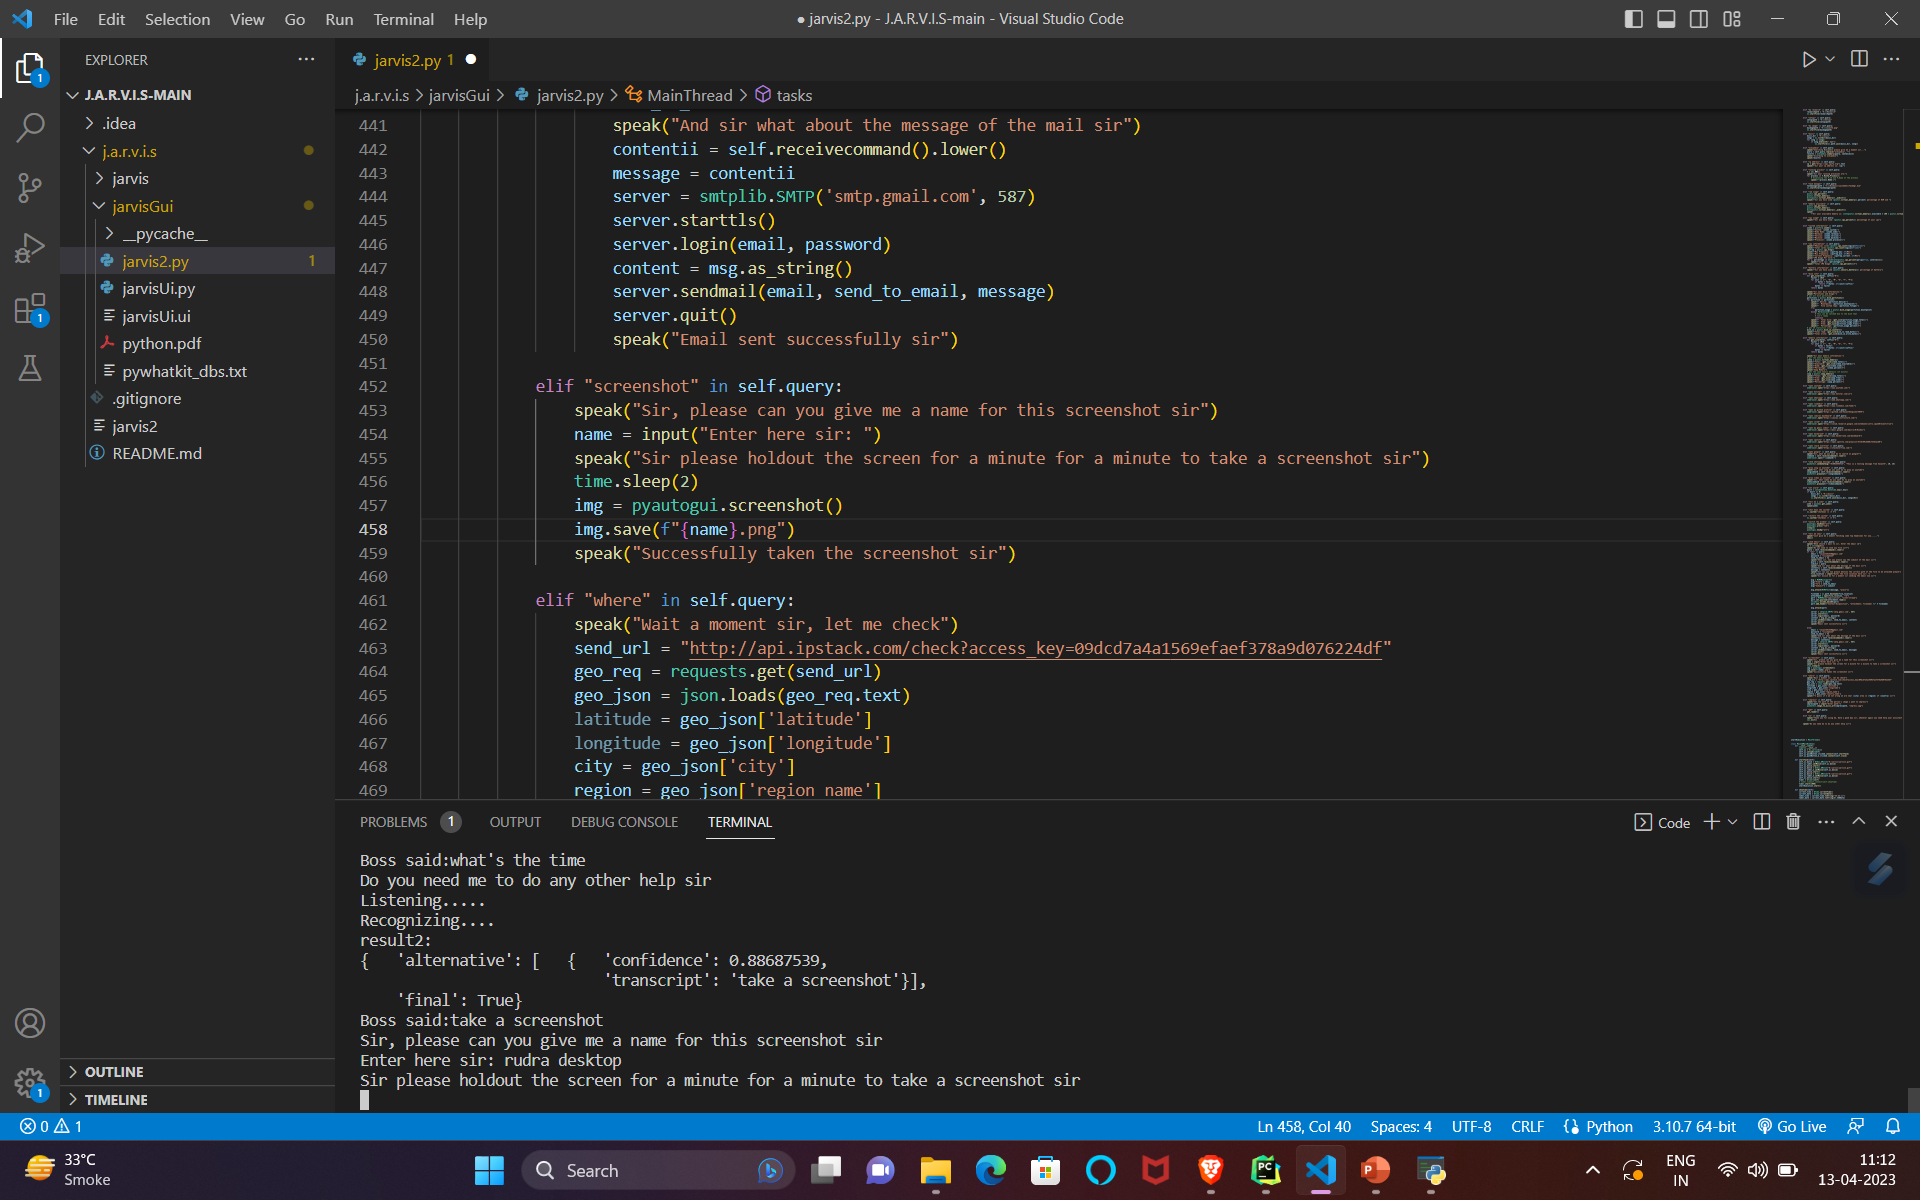 File Edit Selection View Go Run Terminal Help
● jarvis2.py - J.A.R.V.I.S-main - Visual Studio Code
EXPLORER
J.A.R.V.I.S-MAIN
.idea
j.a.r.v.i.s
jarvis
jarvisGui
__pycache__
jarvis2.py 1
jarvisUi.py
jarvisUi.ui
python.pdf
pywhatkit_dbs.txt
.gitignore
jarvis2
README.md
OUTLINE
TIMELINE
jarvis2.py 1
j.a.r.v.i.s > jarvisGui > jarvis2.py > MainThread > tasks
441 speak("And sir what about the message of the mail sir")
442 contentii = self.receivecommand().lower()
443 message = contentii
444 server = smtplib.SMTP('smtp.gmail.com', 587)
445 server.starttls()
446 server.login(email, password)
447 content = msg.as_string()
448 server.sendmail(email, send_to_email, message)
449 server.quit()
450 speak("Email sent successfully sir")
451
452 elif "screenshot" in self.query:
453 speak("Sir, please can you give me a name for this screenshot sir")
454 name = input("Enter here sir: ")
455 speak("Sir please holdout the screen for a minute for a minute to take a screenshot sir")
456 time.sleep(2)
457 img = pyautogui.screenshot()
458 img.save(f"{name}.png")
459 speak("Successfully taken the screenshot sir")
460
461 elif "where" in self.query:
462 speak("Wait a moment sir, let me check")
463 send_url = "http://api.ipstack.com/check?access_key=09dcd7a4a1569efaef378a9d076224df"
464 geo_req = requests.get(send_url)
465 geo_json = json.loads(geo_req.text)
466 latitude = geo_json['latitude']
467 longitude = geo_json['longitude']
468 city = geo_json['city']
469 region = geo_json['region_name']
PROBLEMS 1 OUTPUT DEBUG CONSOLE TERMINAL
Code
Boss said:what's the time
Do you need me to do any other help sir
Listening.....
Recognizing....
result2:
{ 'alternative': [ { 'confidence': 0.88687539,
'transcript': 'take a screenshot'}],
'final': True}
Boss said:take a screenshot
Sir, please can you give me a name for this screenshot sir
Enter here sir: rudra desktop
Sir please holdout the screen for a minute for a minute to take a screenshot sir
0 1
Ln 458, Col 40 Spaces: 4 UTF-8 CRLF Python 3.10.7 64-bit Go Live
33°C
Smoke
Search
ENG
IN
11:12
13-04-2023